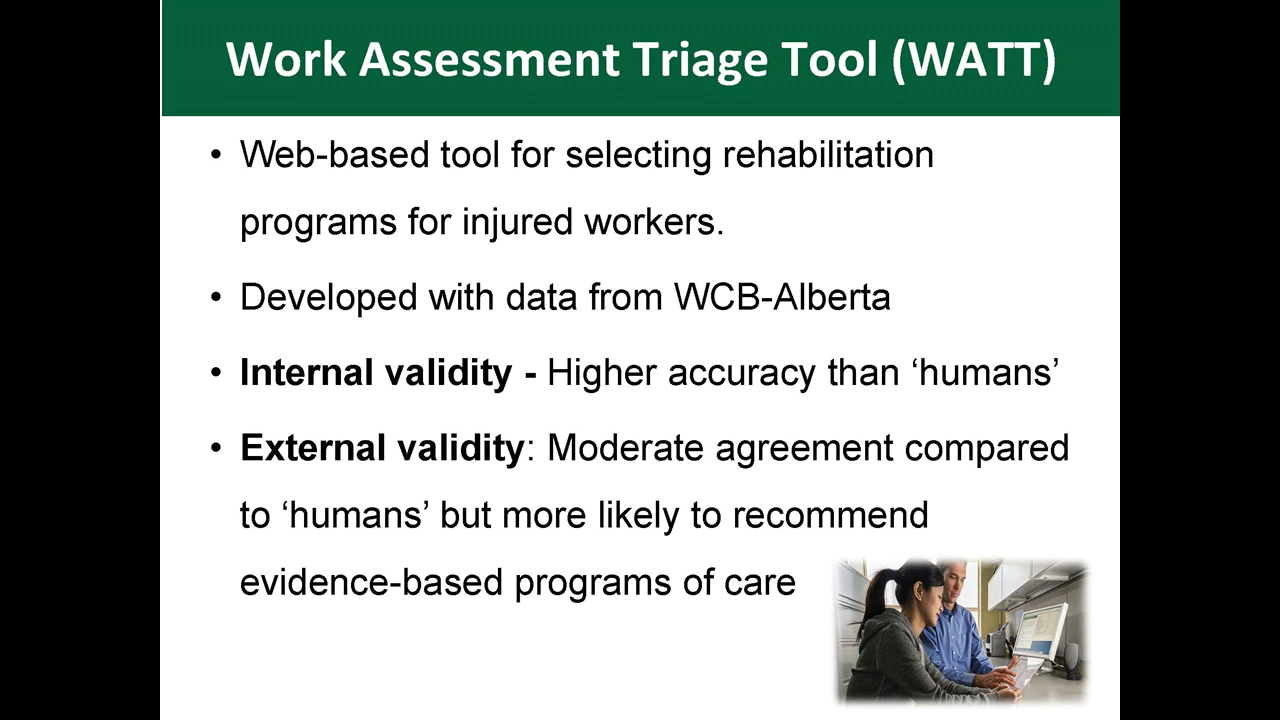 Work Assessment Triage Tool (WATT)
• Web-based tool for selecting rehabilitation
programs for injured workers.
• Developed with data from WCB-Alberta
• Internal validity - Higher accuracy than ‘humans’
• External validity: Moderate agreement compared
to ‘humans’ but more likely to recommend
evidence-based programs of care